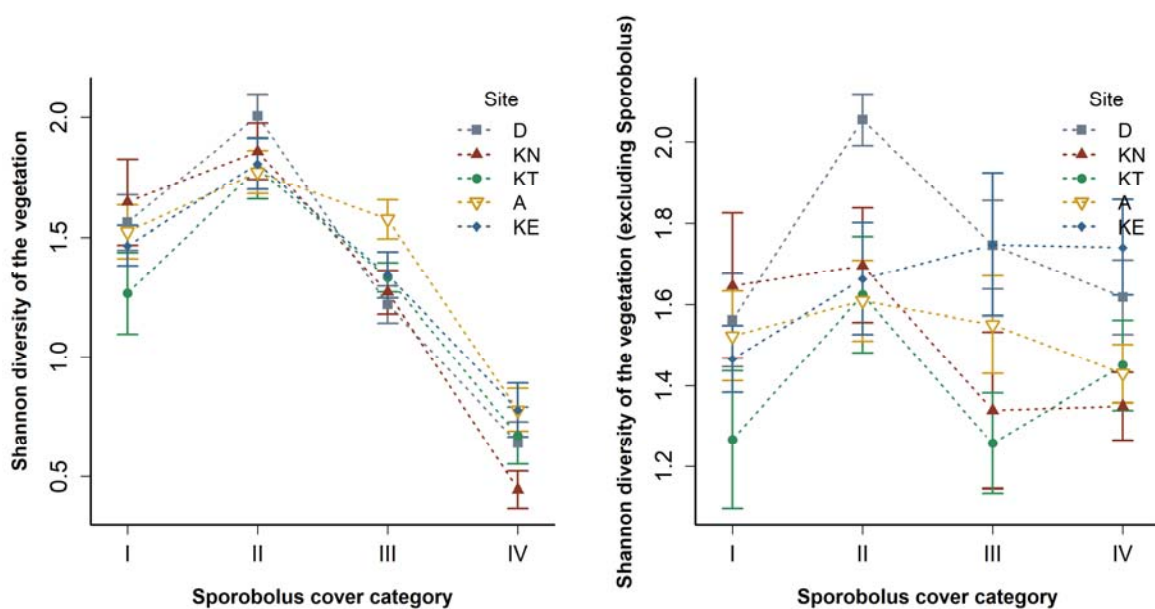 Shannon diversity of the vegetation
2.0
1.5
1.0
0.5
Site
D
KN
KT
A
KE
I II III IV
Sporobolus cover category
Shannon diversity of the vegetation (excluding Sporobolus)
2.0
1.8
1.6
1.4
1.2
Site
D
KN
KT
A
KE
I II III IV
Sporobolus cover category